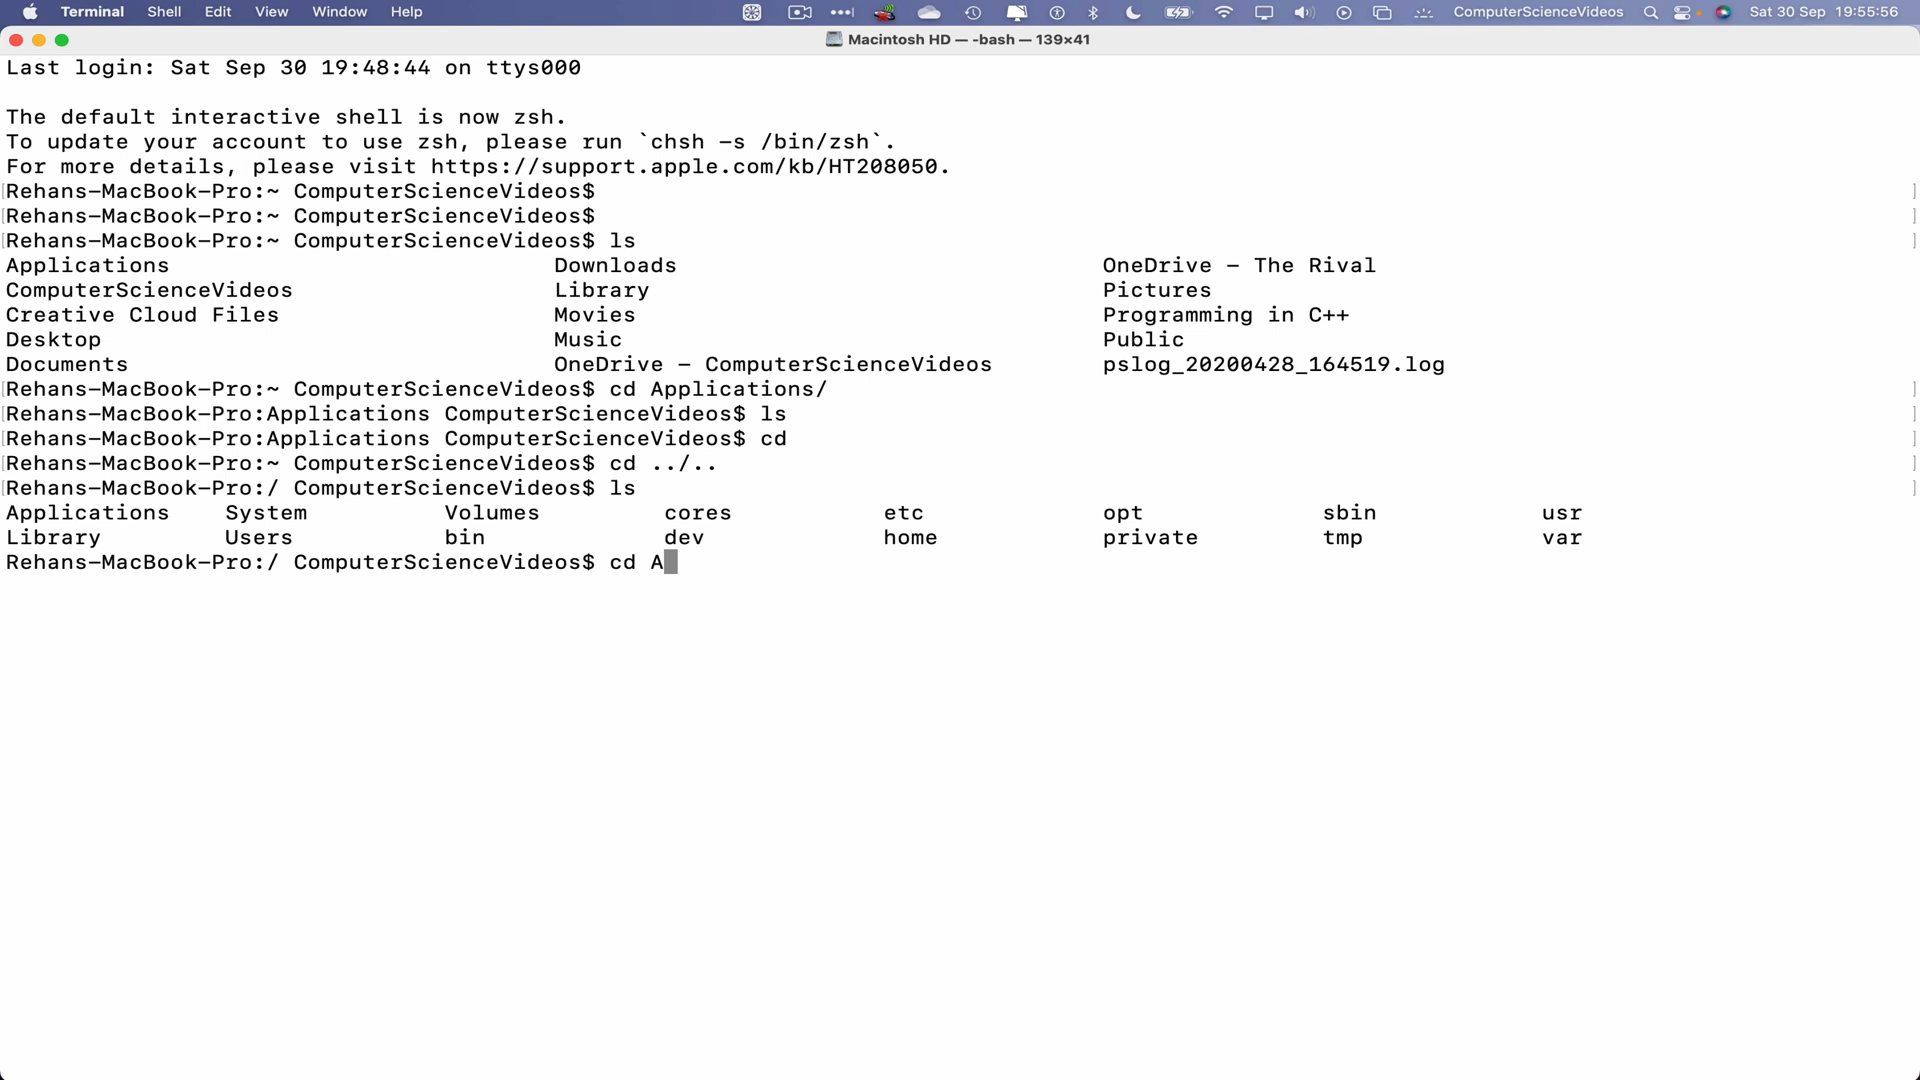 Terminal Shell Edit View Window Help ComputerScienceVideos Sat 30 Sep 19:55:56
Macintosh HD — -bash — 139×41
Last login: Sat Sep 30 19:48:44 on ttys000
The default interactive shell is now zsh.
To update your account to use zsh, please run `chsh -s /bin/zsh`.
For more details, please visit https://support.apple.com/kb/HT208050.
[Rehans-MacBook-Pro:~ ComputerScienceVideos$ ]
[Rehans-MacBook-Pro:~ ComputerScienceVideos$ ]
[Rehans-MacBook-Pro:~ ComputerScienceVideos$ ls ]
Applications Downloads OneDrive - The Rival
ComputerScienceVideos Library Pictures
Creative Cloud Files Movies Programming in C++
Desktop Music Public
Documents OneDrive - ComputerScienceVideos pslog_20200428_164519.log
[Rehans-MacBook-Pro:~ ComputerScienceVideos$ cd Applications/ ]
[Rehans-MacBook-Pro:Applications ComputerScienceVideos$ ls ]
[Rehans-MacBook-Pro:Applications ComputerScienceVideos$ cd ]
[Rehans-MacBook-Pro:~ ComputerScienceVideos$ cd ../.. ]
[Rehans-MacBook-Pro:/ ComputerScienceVideos$ ls ]
Applications System Volumes cores etc opt sbin usr
Library Users bin dev home private tmp var
Rehans-MacBook-Pro:/ ComputerScienceVideos$ cd A